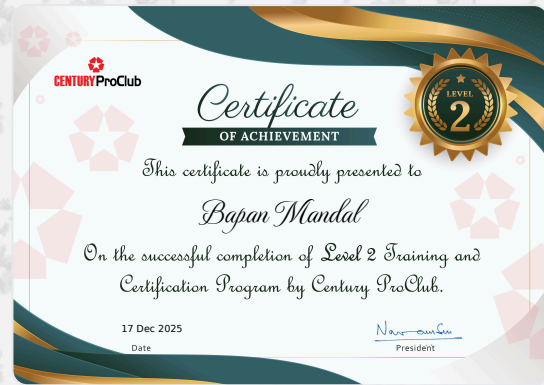 CENTURY ProClub
Certificate
OF ACHIEVEMENT
LEVEL
2
This certificate is proudly presented to
Bapan Mandal
On the successful completion of Level 2 Training and
Certification Program by Century ProClub.
17 Dec 2025
Date
President